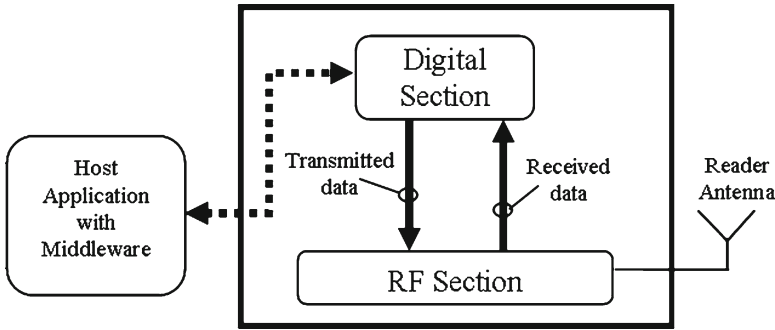 Digital
Section
Transmitted
data
Received
data
Reader
Antenna
Host
Application
with
Middleware
RF Section